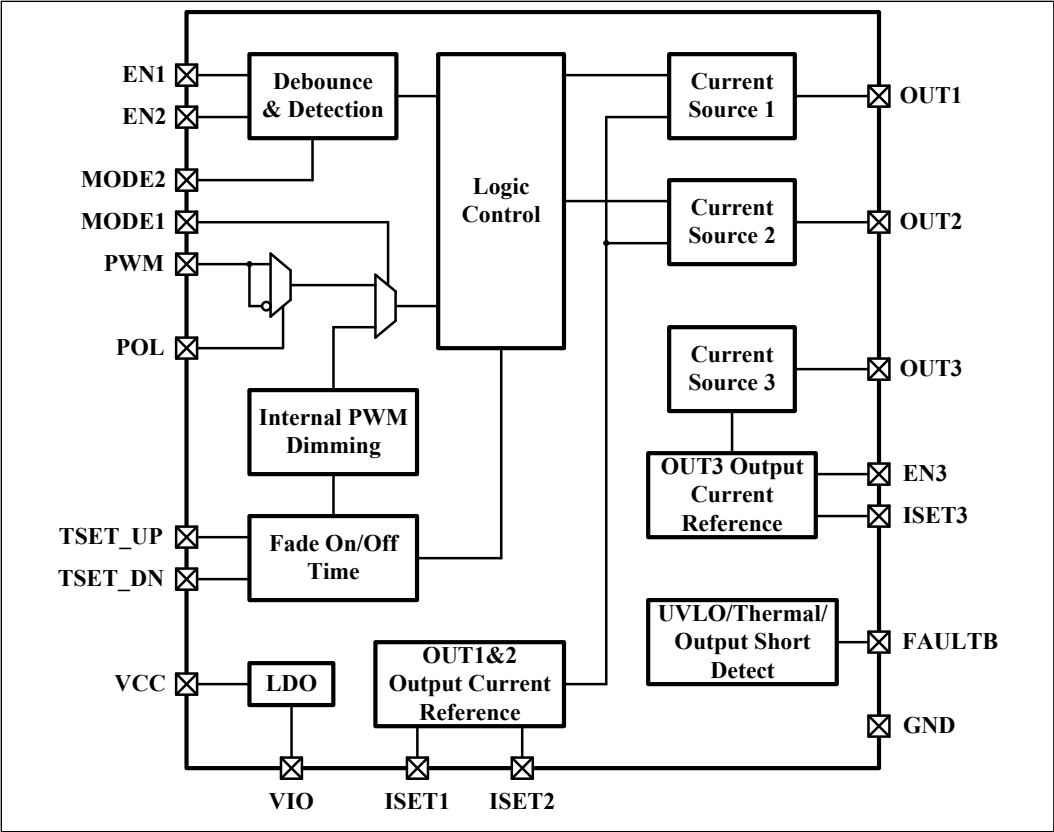 EN1
EN2
MODE2
MODE1
PWM
POL
TSET_UP
TSET_DN
VCC
Debounce
& Detection
Logic
Control
Internal PWM
Dimming
Fade On/Off
Time
LDO
OUT1&2
Output Current
Reference
Current
Source 1
Current
Source 2
Current
Source 3
OUT3 Output
Current
Reference
UVLO/Thermal/
Output Short
Detect
OUT1
OUT2
OUT3
EN3
ISET3
FAULTB
GND
VIO
ISET1
ISET2